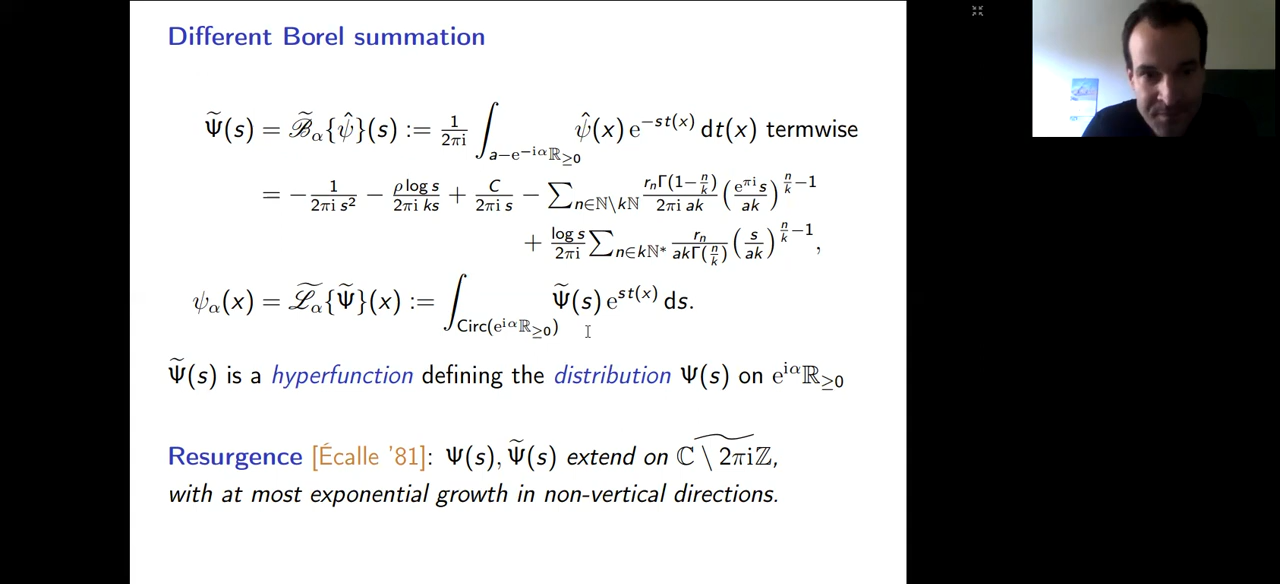 Different Borel summation
Ψ̃(s) = ℬ̃_α{ψ̂}(s) := 1/(2πi) ∫_{a−e^{−iα}ℝ_{≥0}} ψ̂(x) e^{−st(x)} dt(x) termwise
= − 1/(2πi s²) − (ρ log s)/(2πi ks) + C/(2πi s) − ∑_{n∈ℕ∖kℕ} (r_n Γ(1−n/k))/(2πi ak) (e^{πi}s/(ak))^{n/k−1}
+ (log s)/(2πi) ∑_{n∈kℕ*} r_n/(akΓ(n/k)) (s/(ak))^{n/k−1},
ψ_α(x) = ℒ̃_α{Ψ̃}(x) := ∫_{Circ(e^{iα}ℝ_{≥0})} Ψ̃(s) e^{st(x)} ds.
Ψ̃(s) is a hyperfunction defining the distribution Ψ(s) on e^{iα}ℝ_{≥0}
Resurgence [Écalle '81]: Ψ(s), Ψ̃(s) extend on \widetilde{ℂ ∖ 2πiℤ},
with at most exponential growth in non-vertical directions.